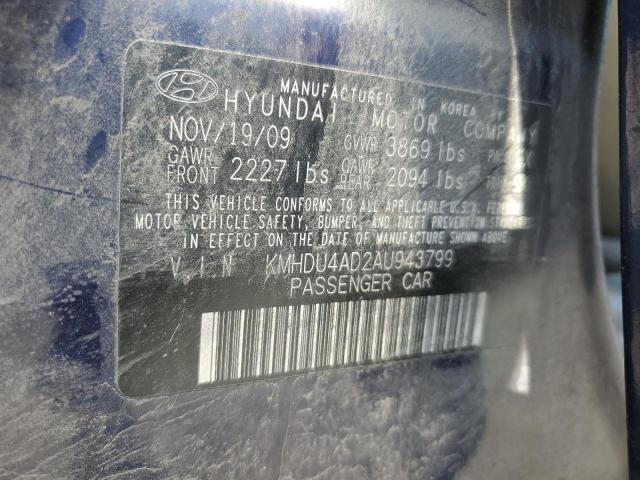 MANUFACTURED IN KOREA BY
HYUNDAI MOTOR COMPANY
NOV/19/09 GVWR 3869 lbs
GAWR FRONT 2227 lbs GAWR REAR 2094 lbs
THIS VEHICLE CONFORMS TO ALL APPLICABLE U.S.A. 
MOTOR VEHICLE SAFETY, BUMPER, AND THEFT PREVENTION
IN EFFECT ON THE DATE OF MANUFACTURE SHOWN ABOVE.
VIN KMHDU4AD2AU943799
PASSENGER CAR